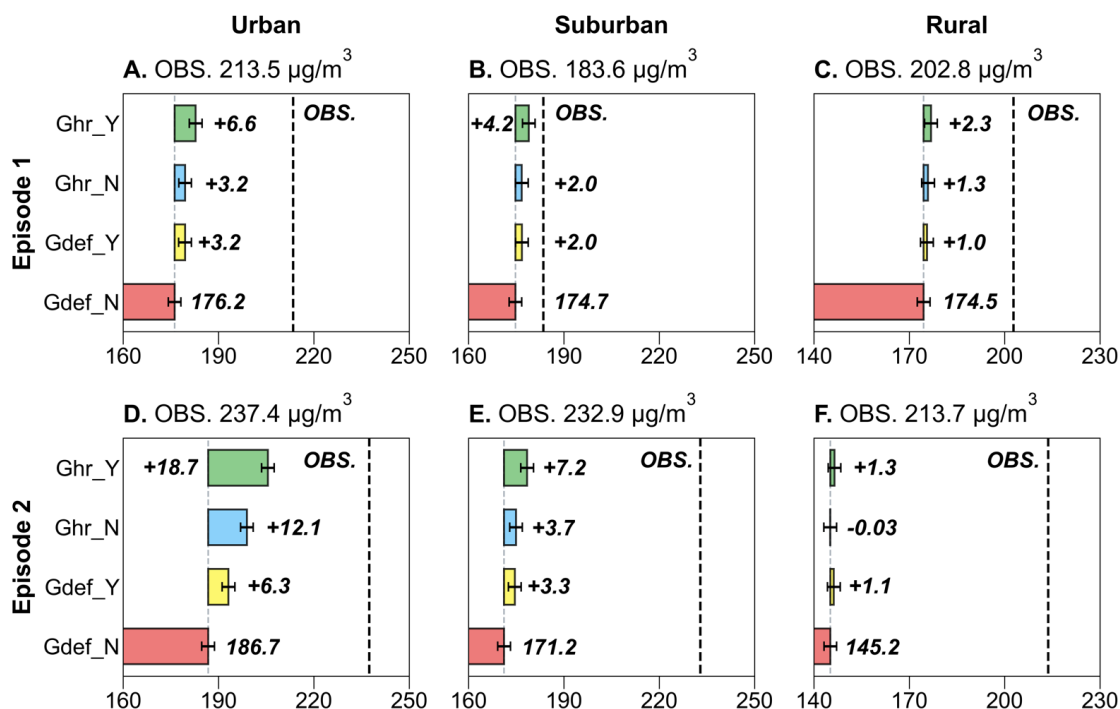 Urban Suburban Rural
A. OBS. 213.5 µg/m³ B. OBS. 183.6 µg/m³ C. OBS. 202.8 µg/m³
Episode 1
Ghr_Y +6.6 OBS. +4.2 OBS. +2.3 OBS.
Ghr_N +3.2 +2.0 +1.3
Gdef_Y +3.2 +2.0 +1.0
Gdef_N 176.2 174.7 174.5
160 190 220 250 160 190 220 250 140 170 200 230
D. OBS. 237.4 µg/m³ E. OBS. 232.9 µg/m³ F. OBS. 213.7 µg/m³
Episode 2
Ghr_Y +18.7 OBS. +7.2 OBS. +1.3 OBS.
Ghr_N +12.1 +3.7 -0.03
Gdef_Y +6.3 +3.3 +1.1
Gdef_N 186.7 171.2 145.2
160 190 220 250 160 190 220 250 140 170 200 230